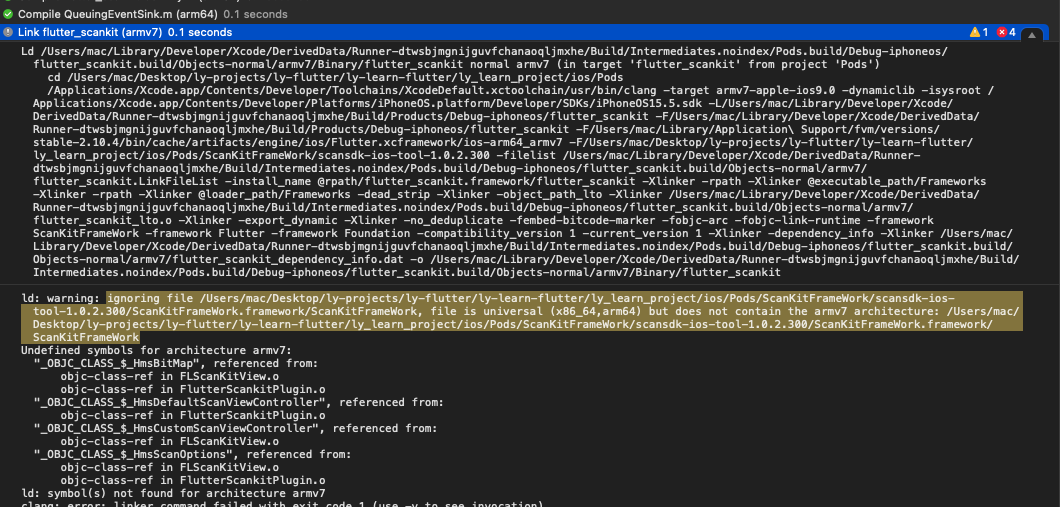 Compile QueuingEventSink.m (arm64) 0.1 seconds
Link flutter_scankit (armv7) 0.1 seconds 1 4
Ld /Users/mac/Library/Developer/Xcode/DerivedData/Runner-dtwsbjmgnijguvfchanaoqljmxhe/Build/Intermediates.noindex/Pods.build/Debug-iphoneos/
flutter_scankit.build/Objects-normal/armv7/Binary/flutter_scankit normal armv7 (in target 'flutter_scankit' from project 'Pods')
cd /Users/mac/Desktop/ly-projects/ly-flutter/ly-learn-flutter/ly_learn_project/ios/Pods
/Applications/Xcode.app/Contents/Developer/Toolchains/XcodeDefault.xctoolchain/usr/bin/clang -target armv7-apple-ios9.0 -dynamiclib -isysroot /
Applications/Xcode.app/Contents/Developer/Platforms/iPhoneOS.platform/Developer/SDKs/iPhoneOS15.5.sdk -L/Users/mac/Library/Developer/Xcode/
DerivedData/Runner-dtwsbjmgnijguvfchanaoqljmxhe/Build/Products/Debug-iphoneos/flutter_scankit -F/Users/mac/Library/Developer/Xcode/DerivedData/
Runner-dtwsbjmgnijguvfchanaoqljmxhe/Build/Products/Debug-iphoneos/flutter_scankit -F/Users/mac/Library/Application\ Support/fvm/versions/
stable-2.10.4/bin/cache/artifacts/engine/ios/Flutter.xcframework/ios-arm64_armv7 -F/Users/mac/Desktop/ly-projects/ly-flutter/ly-learn-flutter/
ly_learn_project/ios/Pods/ScanKitFrameWork/scansdk-ios-tool-1.0.2.300 -filelist /Users/mac/Library/Developer/Xcode/DerivedData/Runner-
dtwsbjmgnijguvfchanaoqljmxhe/Build/Intermediates.noindex/Pods.build/Debug-iphoneos/flutter_scankit.build/Objects-normal/armv7/
flutter_scankit.LinkFileList -install_name @rpath/flutter_scankit.framework/flutter_scankit -Xlinker -rpath -Xlinker @executable_path/Frameworks
-Xlinker -rpath -Xlinker @loader_path/Frameworks -dead_strip -Xlinker -object_path_lto -Xlinker /Users/mac/Library/Developer/Xcode/DerivedData/
Runner-dtwsbjmgnijguvfchanaoqljmxhe/Build/Intermediates.noindex/Pods.build/Debug-iphoneos/flutter_scankit.build/Objects-normal/armv7/
flutter_scankit_lto.o -Xlinker -export_dynamic -Xlinker -no_deduplicate -fembed-bitcode-marker -fobjc-arc -fobjc-link-runtime -framework
ScanKitFrameWork -framework Flutter -framework Foundation -compatibility_version 1 -current_version 1 -Xlinker -dependency_info -Xlinker /Users/mac/
Library/Developer/Xcode/DerivedData/Runner-dtwsbjmgnijguvfchanaoqljmxhe/Build/Intermediates.noindex/Pods.build/Debug-iphoneos/flutter_scankit.build/
Objects-normal/armv7/flutter_scankit_dependency_info.dat -o /Users/mac/Library/Developer/Xcode/DerivedData/Runner-dtwsbjmgnijguvfchanaoqljmxhe/Build/
Intermediates.noindex/Pods.build/Debug-iphoneos/flutter_scankit.build/Objects-normal/armv7/Binary/flutter_scankit
ld: warning: ignoring file /Users/mac/Desktop/ly-projects/ly-flutter/ly-learn-flutter/ly_learn_project/ios/Pods/ScanKitFrameWork/scansdk-ios-
tool-1.0.2.300/ScanKitFrameWork.framework/ScanKitFrameWork, file is universal (x86_64,arm64) but does not contain the armv7 architecture: /Users/mac/
Desktop/ly-projects/ly-flutter/ly-learn-flutter/ly_learn_project/ios/Pods/ScanKitFrameWork/scansdk-ios-tool-1.0.2.300/ScanKitFrameWork.framework/
ScanKitFrameWork
Undefined symbols for architecture armv7:
"_OBJC_CLASS_$_HmsBitMap", referenced from:
objc-class-ref in FLScanKitView.o
objc-class-ref in FlutterScankitPlugin.o
"_OBJC_CLASS_$_HmsDefaultScanViewController", referenced from:
objc-class-ref in FlutterScankitPlugin.o
"_OBJC_CLASS_$_HmsCustomScanViewController", referenced from:
objc-class-ref in FLScanKitView.o
"_OBJC_CLASS_$_HmsScanOptions", referenced from:
objc-class-ref in FLScanKitView.o
objc-class-ref in FlutterScankitPlugin.o
ld: symbol(s) not found for architecture armv7
clang: error: linker command failed with exit code 1 (use -v to see invocation)